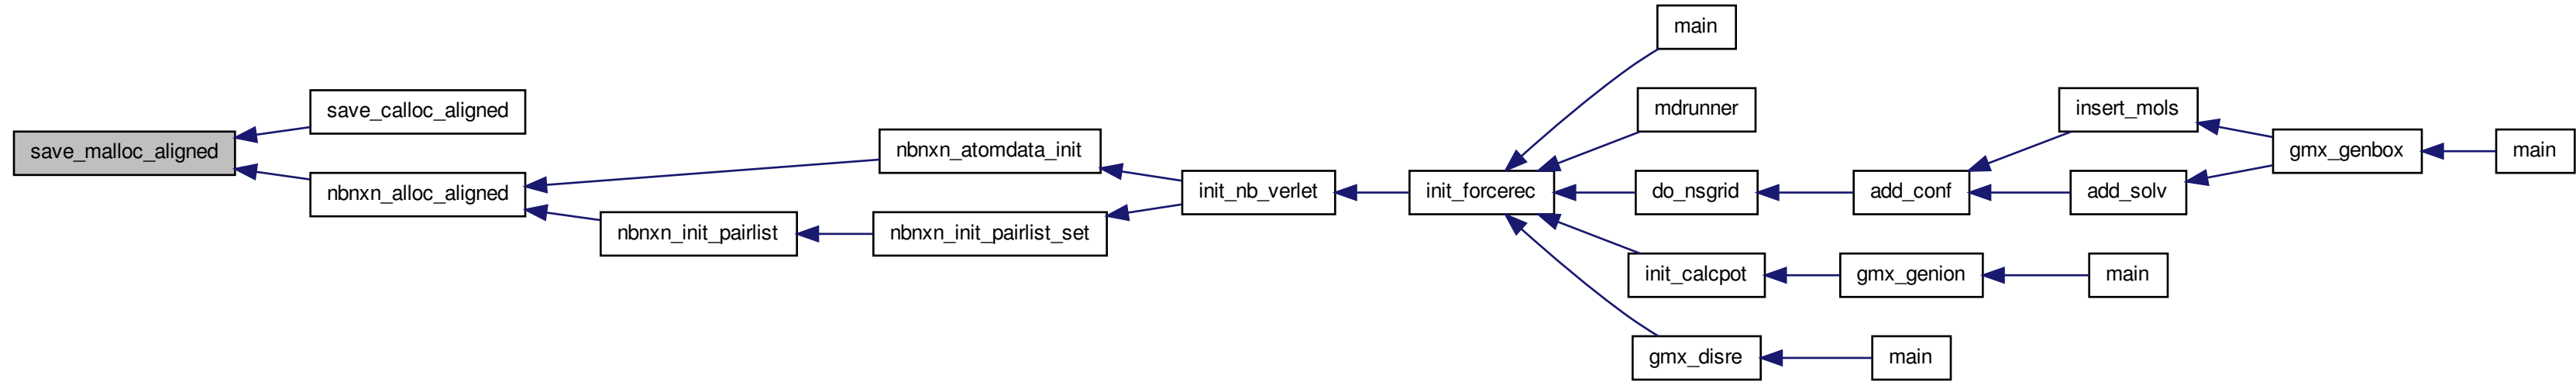 save_malloc_aligned
save_calloc_aligned
nbnxn_alloc_aligned
nbnxn_atomdata_init
nbnxn_init_pairlist
nbnxn_init_pairlist_set
init_nb_verlet
init_forcerec
main
mdrunner
do_nsgrid
add_conf
insert_mols
add_solv
gmx_genbox
main
init_calcpot
gmx_genion
main
gmx_disre
main